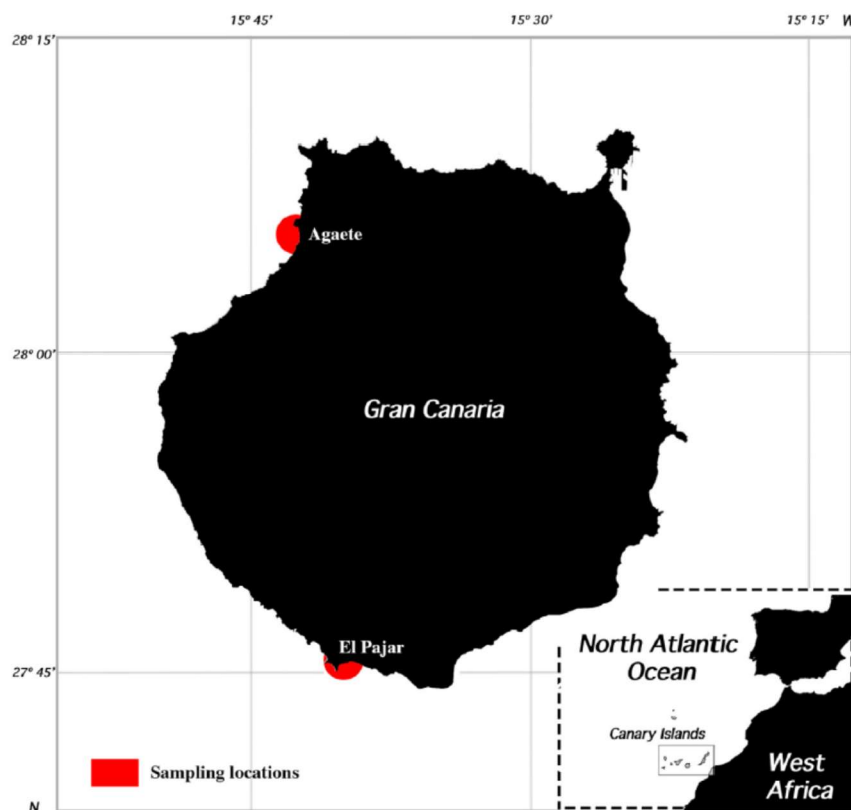 15° 45’
15° 30’
15° 15’ W
28° 15’
Agaete
28° 00’
Gran Canaria
El Pajar
27° 45’
North Atlantic
Ocean
Canary Islands
West
Africa
Sampling locations
N